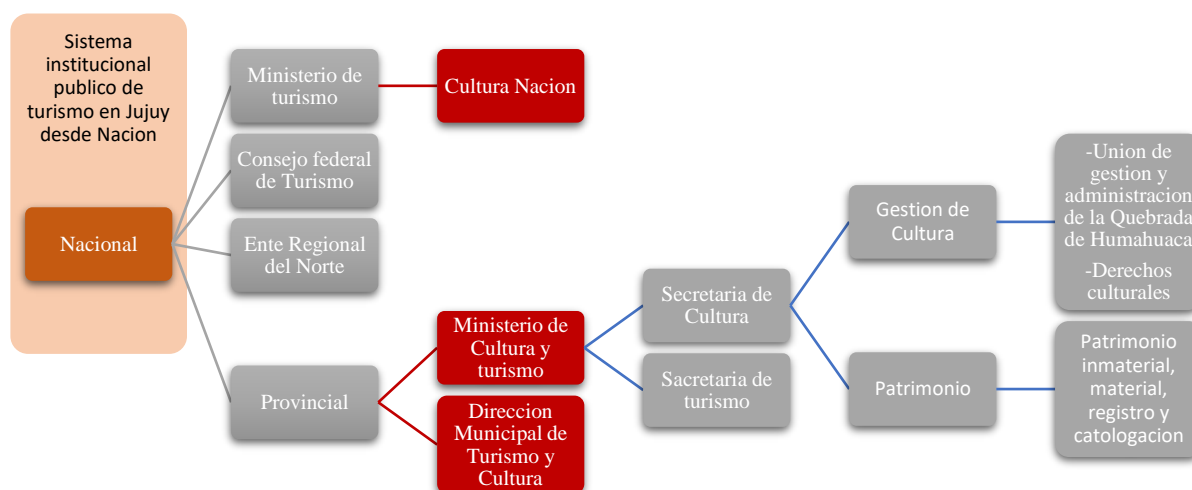 Sistema
institucional
publico de
turismo en Jujuy
desde Nacion
Nacional
Ministerio de
turismo
Consejo federal
de Turismo
Ente Regional
del Norte
Provincial
Cultura Nacion
Ministerio de
Cultura y
turismo
Direccion
Municipal de
Turismo y
Cultura
Secretaria de
Cultura
Sacretaria de
turismo
Gestion de
Cultura
Patrimonio
-Union de
gestion y
administracion
de la Quebrada
de Humahuaca
-Derechos
culturales
Patrimonio
inmaterial,
material,
registro y
catologacion